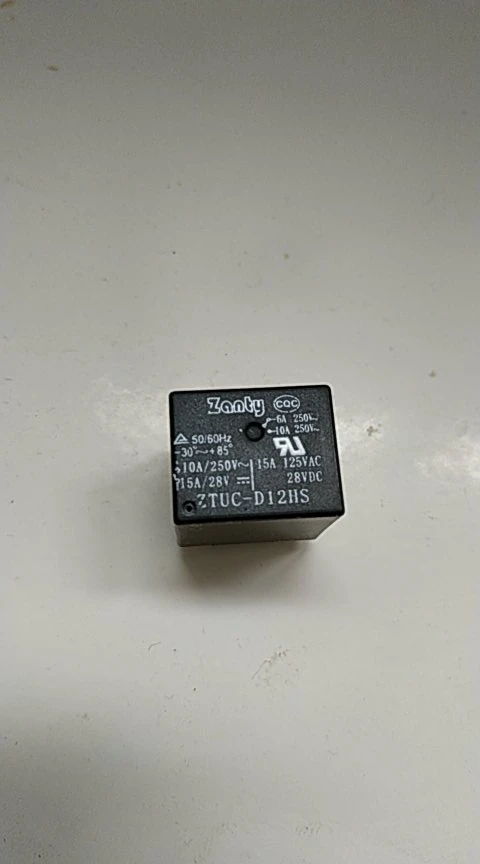 Zanty CQC
6A 250V~
10A 250V~
50/60Hz
-30°~+85°
10A/250V~ 15A 125VAC
15A/28V 28VDC
ZTUC-D12HS